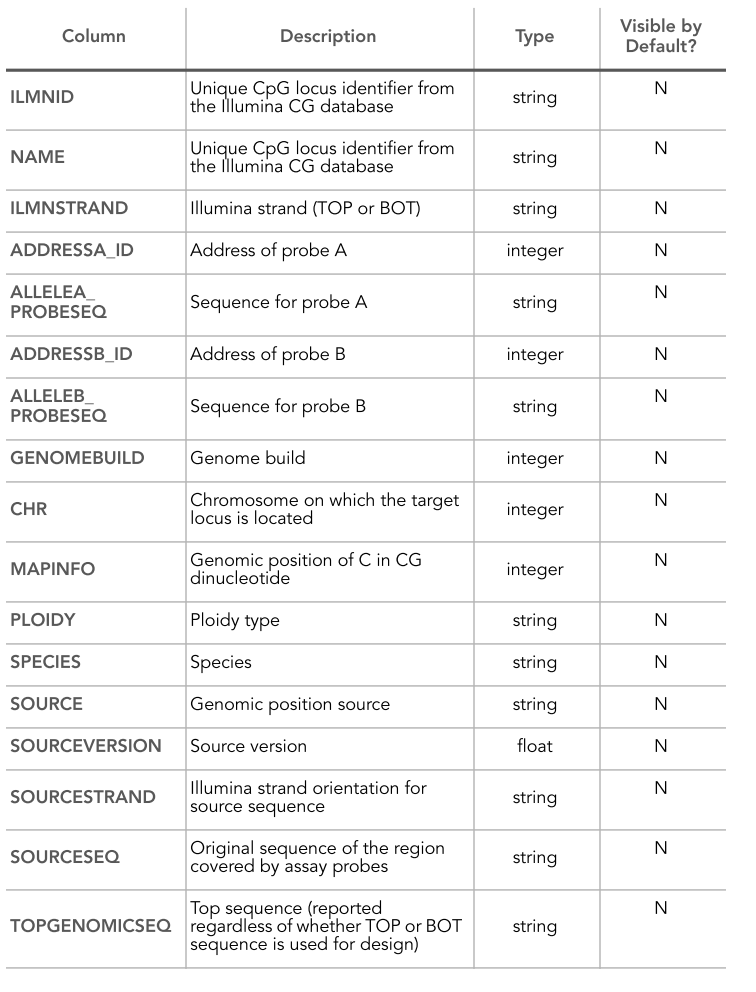 Column Description Type Visible by
Default?
ILMNID Unique CpG locus identifier from
the Illumina CG database string N
NAME Unique CpG locus identifier from
the Illumina CG database string N
ILMNSTRAND Illumina strand (TOP or BOT) string N
ADDRESSA_ID Address of probe A integer N
ALLELEA_
PROBESEQ Sequence for probe A string N
ADDRESSB_ID Address of probe B integer N
ALLELEB_
PROBESEQ Sequence for probe B string N
GENOMEBUILD Genome build integer N
CHR Chromosome on which the target
locus is located integer N
MAPINFO Genomic position of C in CG
dinucleotide integer N
PLOIDY Ploidy type string N
SPECIES Species string N
SOURCE Genomic position source string N
SOURCEVERSION Source version float N
SOURCESTRAND Illumina strand orientation for
source sequence string N
SOURCESEQ Original sequence of the region
covered by assay probes string N
TOPGENOMICSEQ Top sequence (reported
regardless of whether TOP or BOT
sequence is used for design) string N